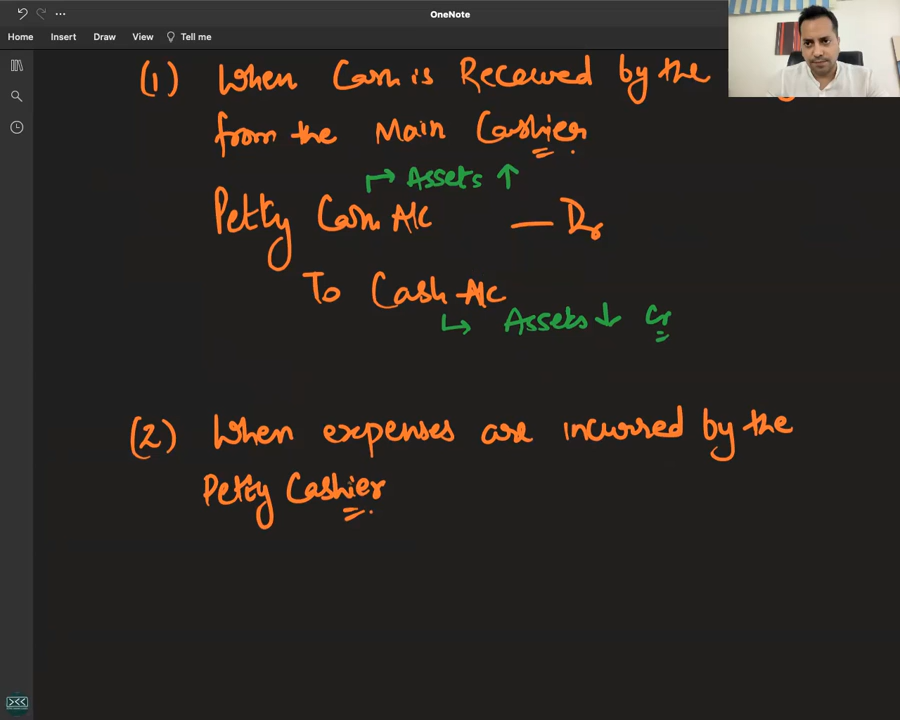 OneNote
Home Insert Draw View Tell me
(1) When Cash is Received by the
from the Main Cashier
Assets ↑
Petty Cash A/c — Dr
To Cash A/c
Assets ↓ Cr
(2) When expenses are incurred by the
Petty Cashier